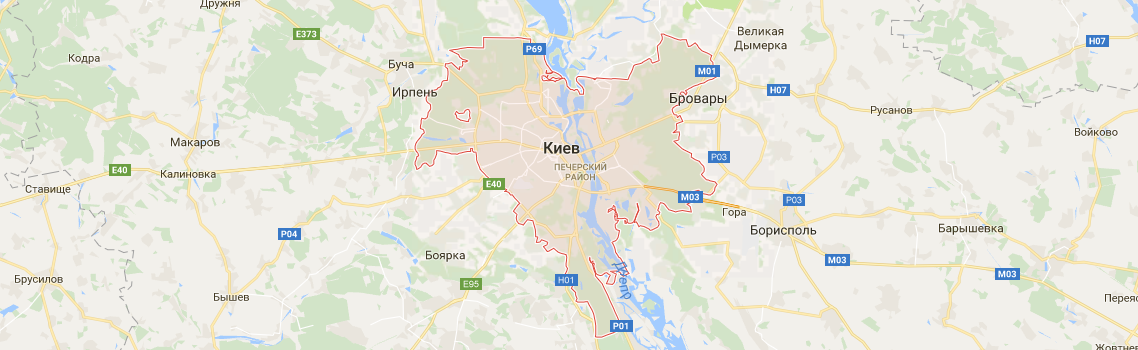 Дружня
E373
P69
Великая
Дымерка
H07
Кодра
Буча
M01
Ирпень
Бровары
H07
Русанов
Макаров
Киев
Войково
E40
Калиновка
ПЕЧЕРСКИЙ
РАЙОН
P03
Ставище
E40
M03
P03
Гора
P04
Борисполь
Барышевка
Боярка
M03
Брусилов
E95
H01
Днепр
M03
Бышев
P01
Переяс
Жовтне